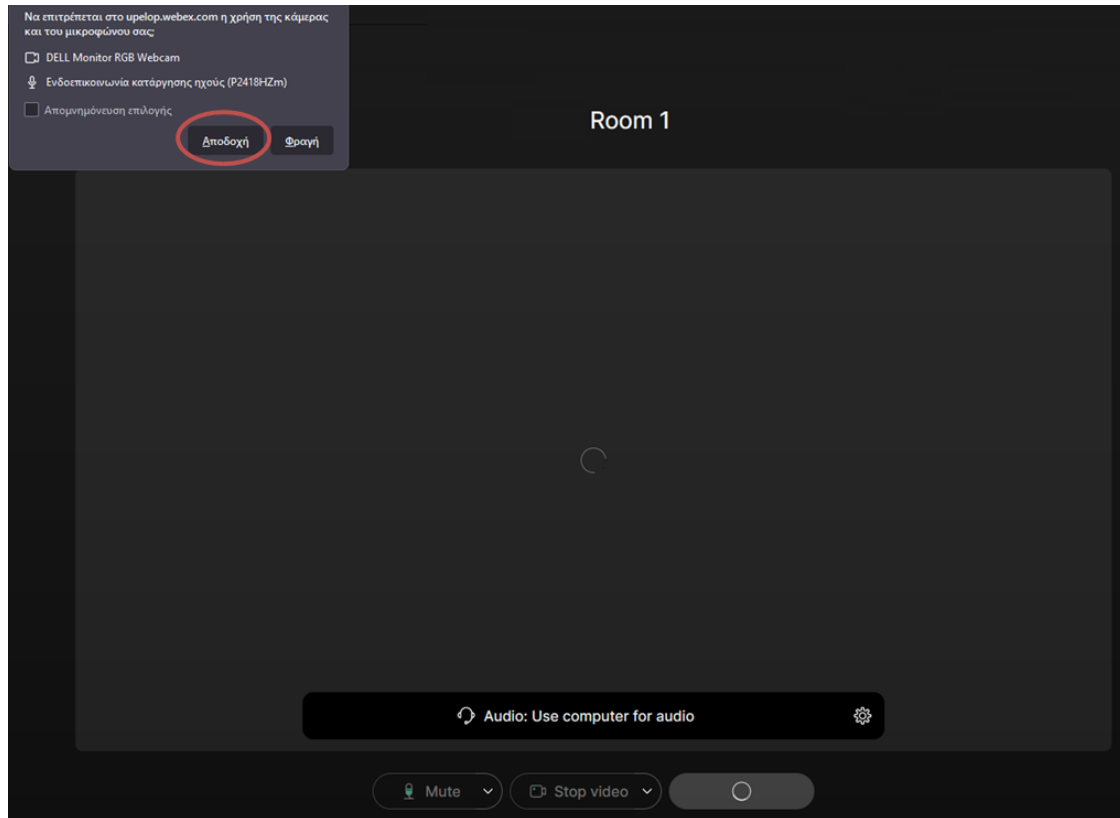 Να επιτρέπεται στο upelop.webex.com η χρήση της κάμερας
και του μικροφώνου σας;
DELL Monitor RGB Webcam
Ενδοεπικοινωνία κατάργησης ηχούς (P2418HZm)
Απομνημόνευση επιλογής
Αποδοχή Φραγή
Room 1
Audio: Use computer for audio
Mute Stop video